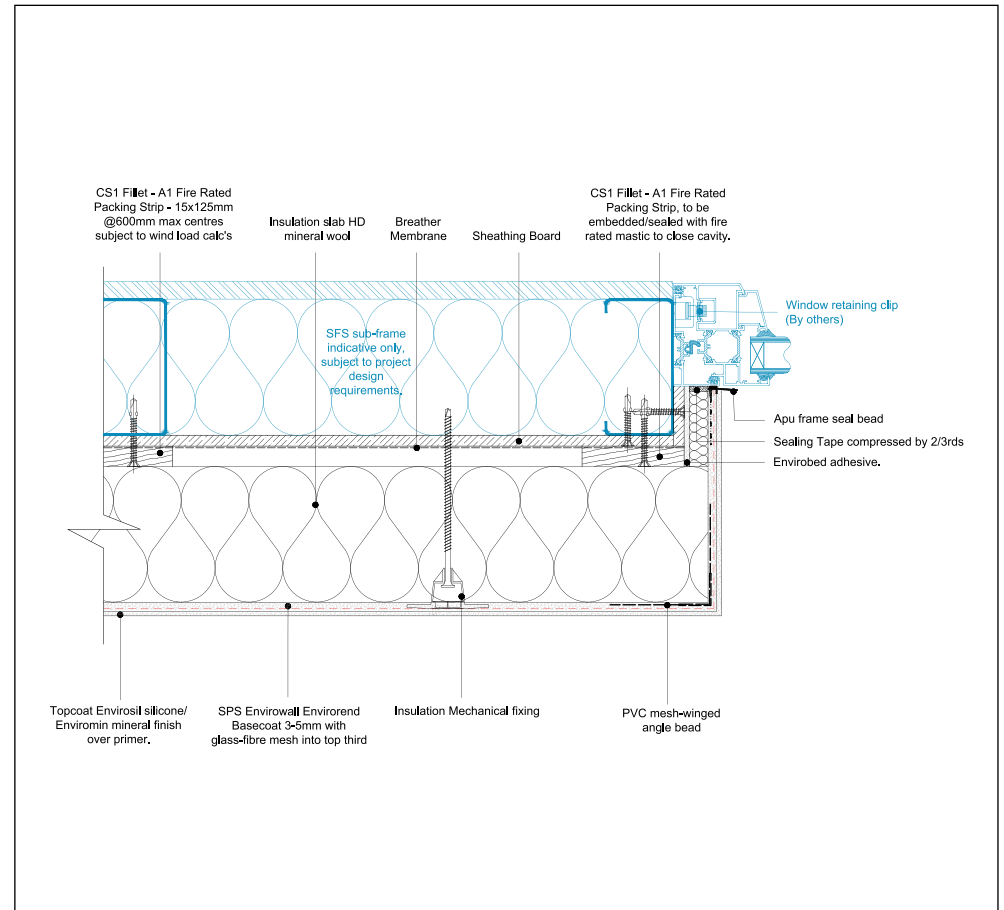 CS1 Fillet - A1 Fire Rated
Packing Strip - 15x125mm
@600mm max centres
subject to wind load calc's
Insulation slab HD
mineral wool
Breather
Membrane
Sheathing Board
CS1 Fillet - A1 Fire Rated
Packing Strip, to be
embedded/sealed with fire
rated mastic to close cavity.
SFS sub-frame
indicative only,
subject to project
design
requirements.
Window retaining clip
(By others)
Apu frame seal bead
Sealing Tape compressed by 2/3rds
Envirobed adhesive.
Topcoat Envirosil silicone/
Enviromin mineral finish
over primer.
SPS Envirowall Envirorend
Basecoat 3-5mm with
glass-fibre mesh into top third
Insulation Mechanical fixing
PVC mesh-winged
angle bead